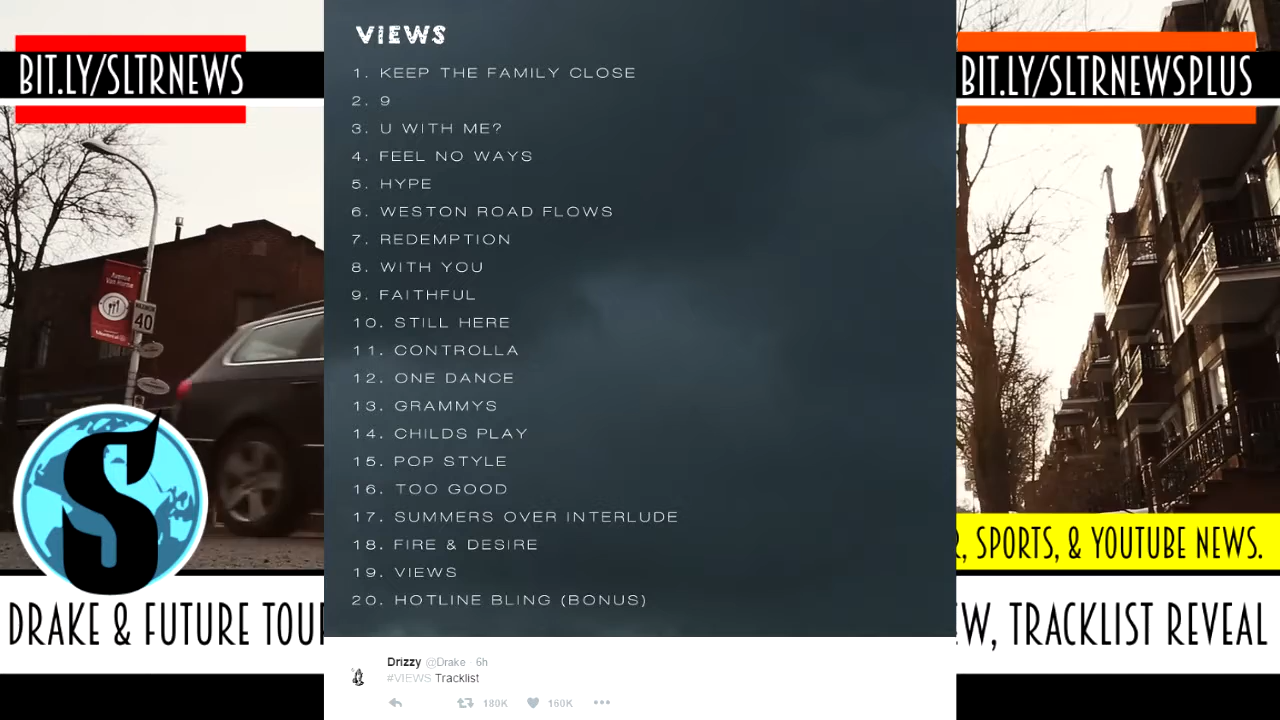 BIT.LY/SLTRNEWS
BIT.LY/SLTRNEWSPLUS
VIEWS
1. KEEP THE FAMILY CLOSE
2. 9
3. U WITH ME?
4. FEEL NO WAYS
5. HYPE
6. WESTON ROAD FLOWS
7. REDEMPTION
8. WITH YOU
9. FAITHFUL
10. STILL HERE
11. CONTROLLA
12. ONE DANCE
13. GRAMMYS
14. CHILDS PLAY
15. POP STYLE
16. TOO GOOD
17. SUMMERS OVER INTERLUDE
18. FIRE & DESIRE
19. VIEWS
20. HOTLINE BLING (BONUS)
Drizzy @Drake · 6h
#VIEWS Tracklist
180K 160K
MAXIMUM
40
S
, SPORTS, & YOUTUBE NEWS.
DRAKE & FUTURE TOU
EW, TRACKLIST REVEAL